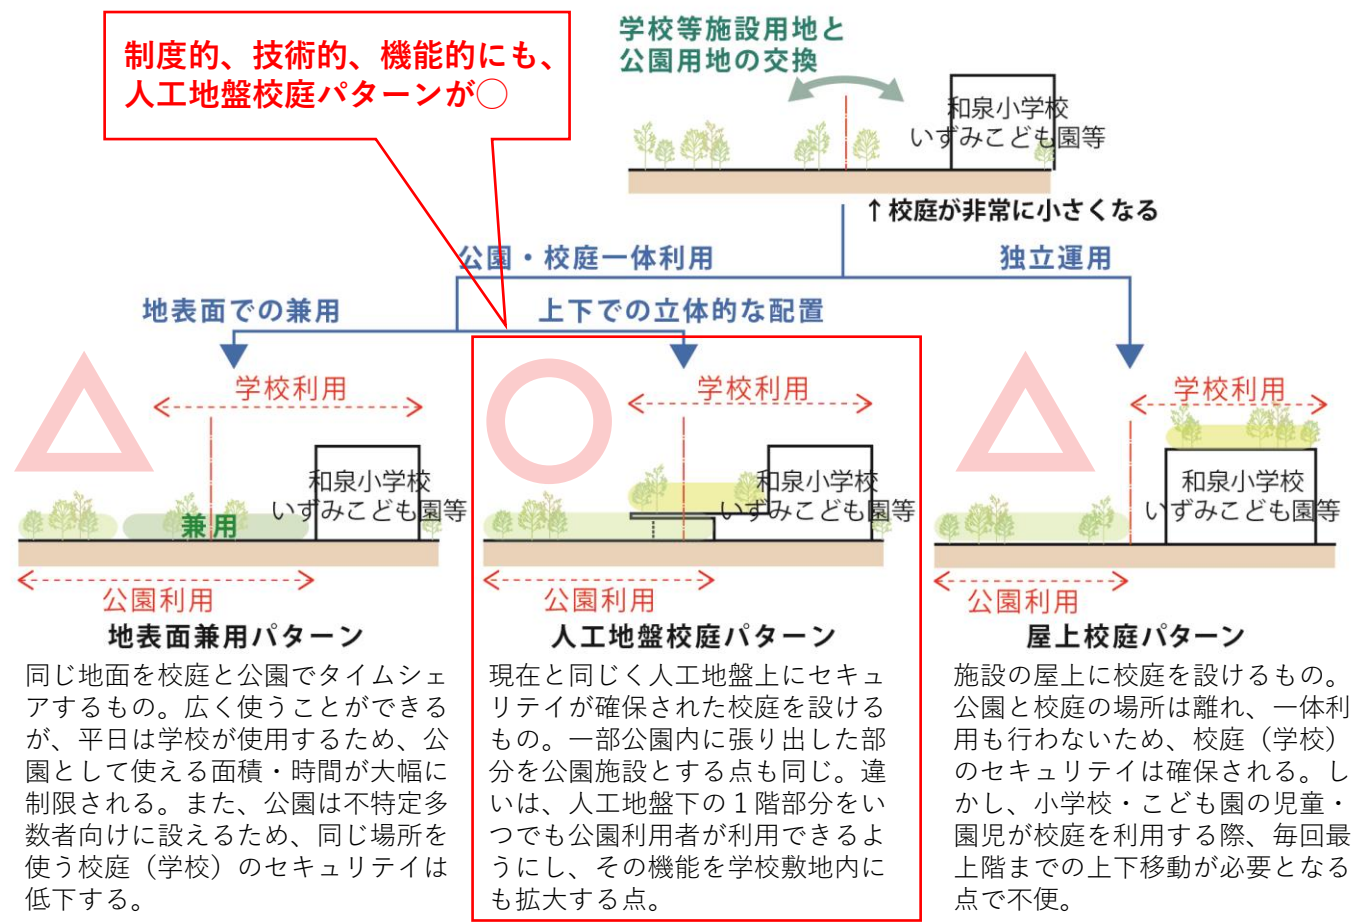 制度的、技術的、機能的にも、
人工地盤校庭パターンが○
学校等施設用地と
公園用地の交換
和泉小学校
いずみこども園等
↑校庭が非常に小さくなる
公園・校庭一体利用
独立運用
地表面での兼用
上下での立体的な配置
学校利用
和泉小学校
いずみこども園等
兼用
公園利用
地表面兼用パターン
同じ地面を校庭と公園でタイムシェ
アするもの。広く使うことができる
が、平日は学校が使用するため、公
園として使える面積・時間が大幅に
制限される。また、公園は不特定多
数者向けに設えるため、同じ場所を
使う校庭（学校）のセキュリテイは
低下する。
学校利用
和泉小学校
いずみこども園等
公園利用
人工地盤校庭パターン
現在と同じく人工地盤上にセキュ
リテイが確保された校庭を設ける
もの。一部公園内に張り出した部
分を公園施設とする点も同じ。違
いは、人工地盤下の１階部分をい
つでも公園利用者が利用できるよ
うにし、その機能を学校敷地内に
も拡大する点。
学校利用
和泉小学校
いずみこども園等
公園利用
屋上校庭パターン
施設の屋上に校庭を設けるもの。
公園と校庭の場所は離れ、一体利
用も行わないため、校庭（学校）
のセキュリテイは確保される。し
かし、小学校・こども園の児童・
園児が校庭を利用する際、毎回最
上階までの上下移動が必要となる
点で不便。